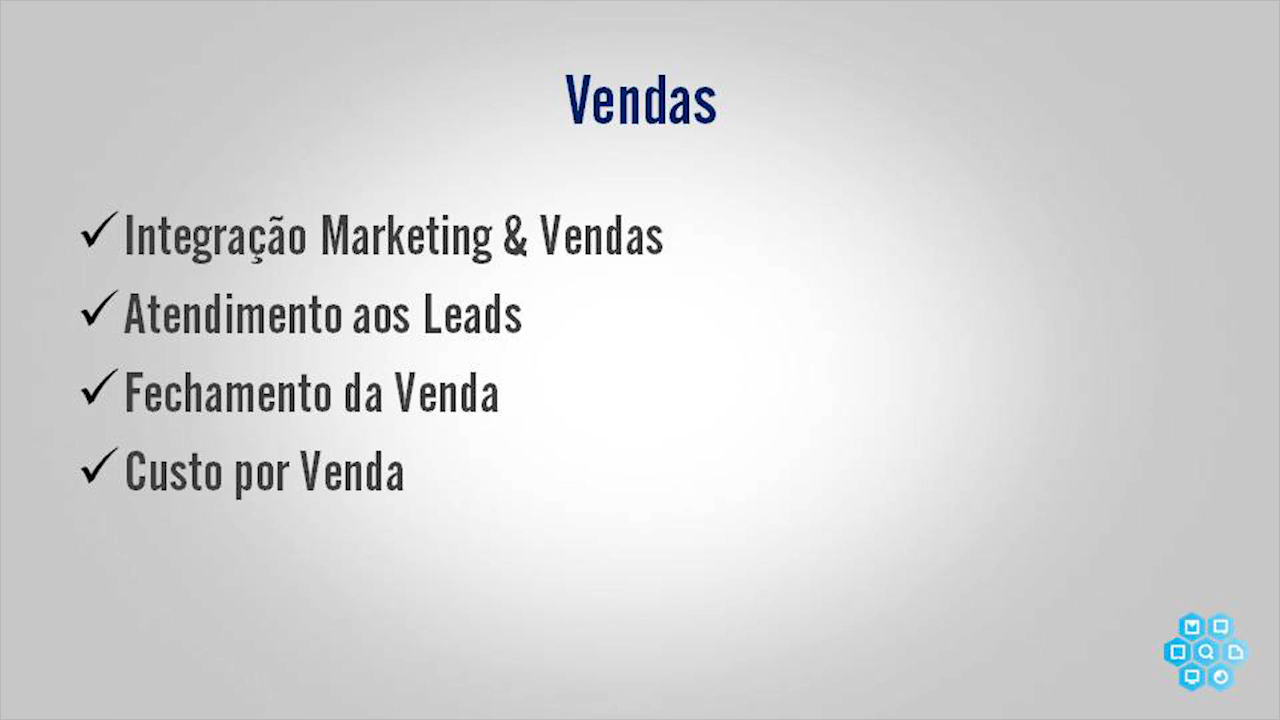 Vendas
Integração Marketing & Vendas
Atendimento aos Leads
Fechamento da Venda
Custo por Venda